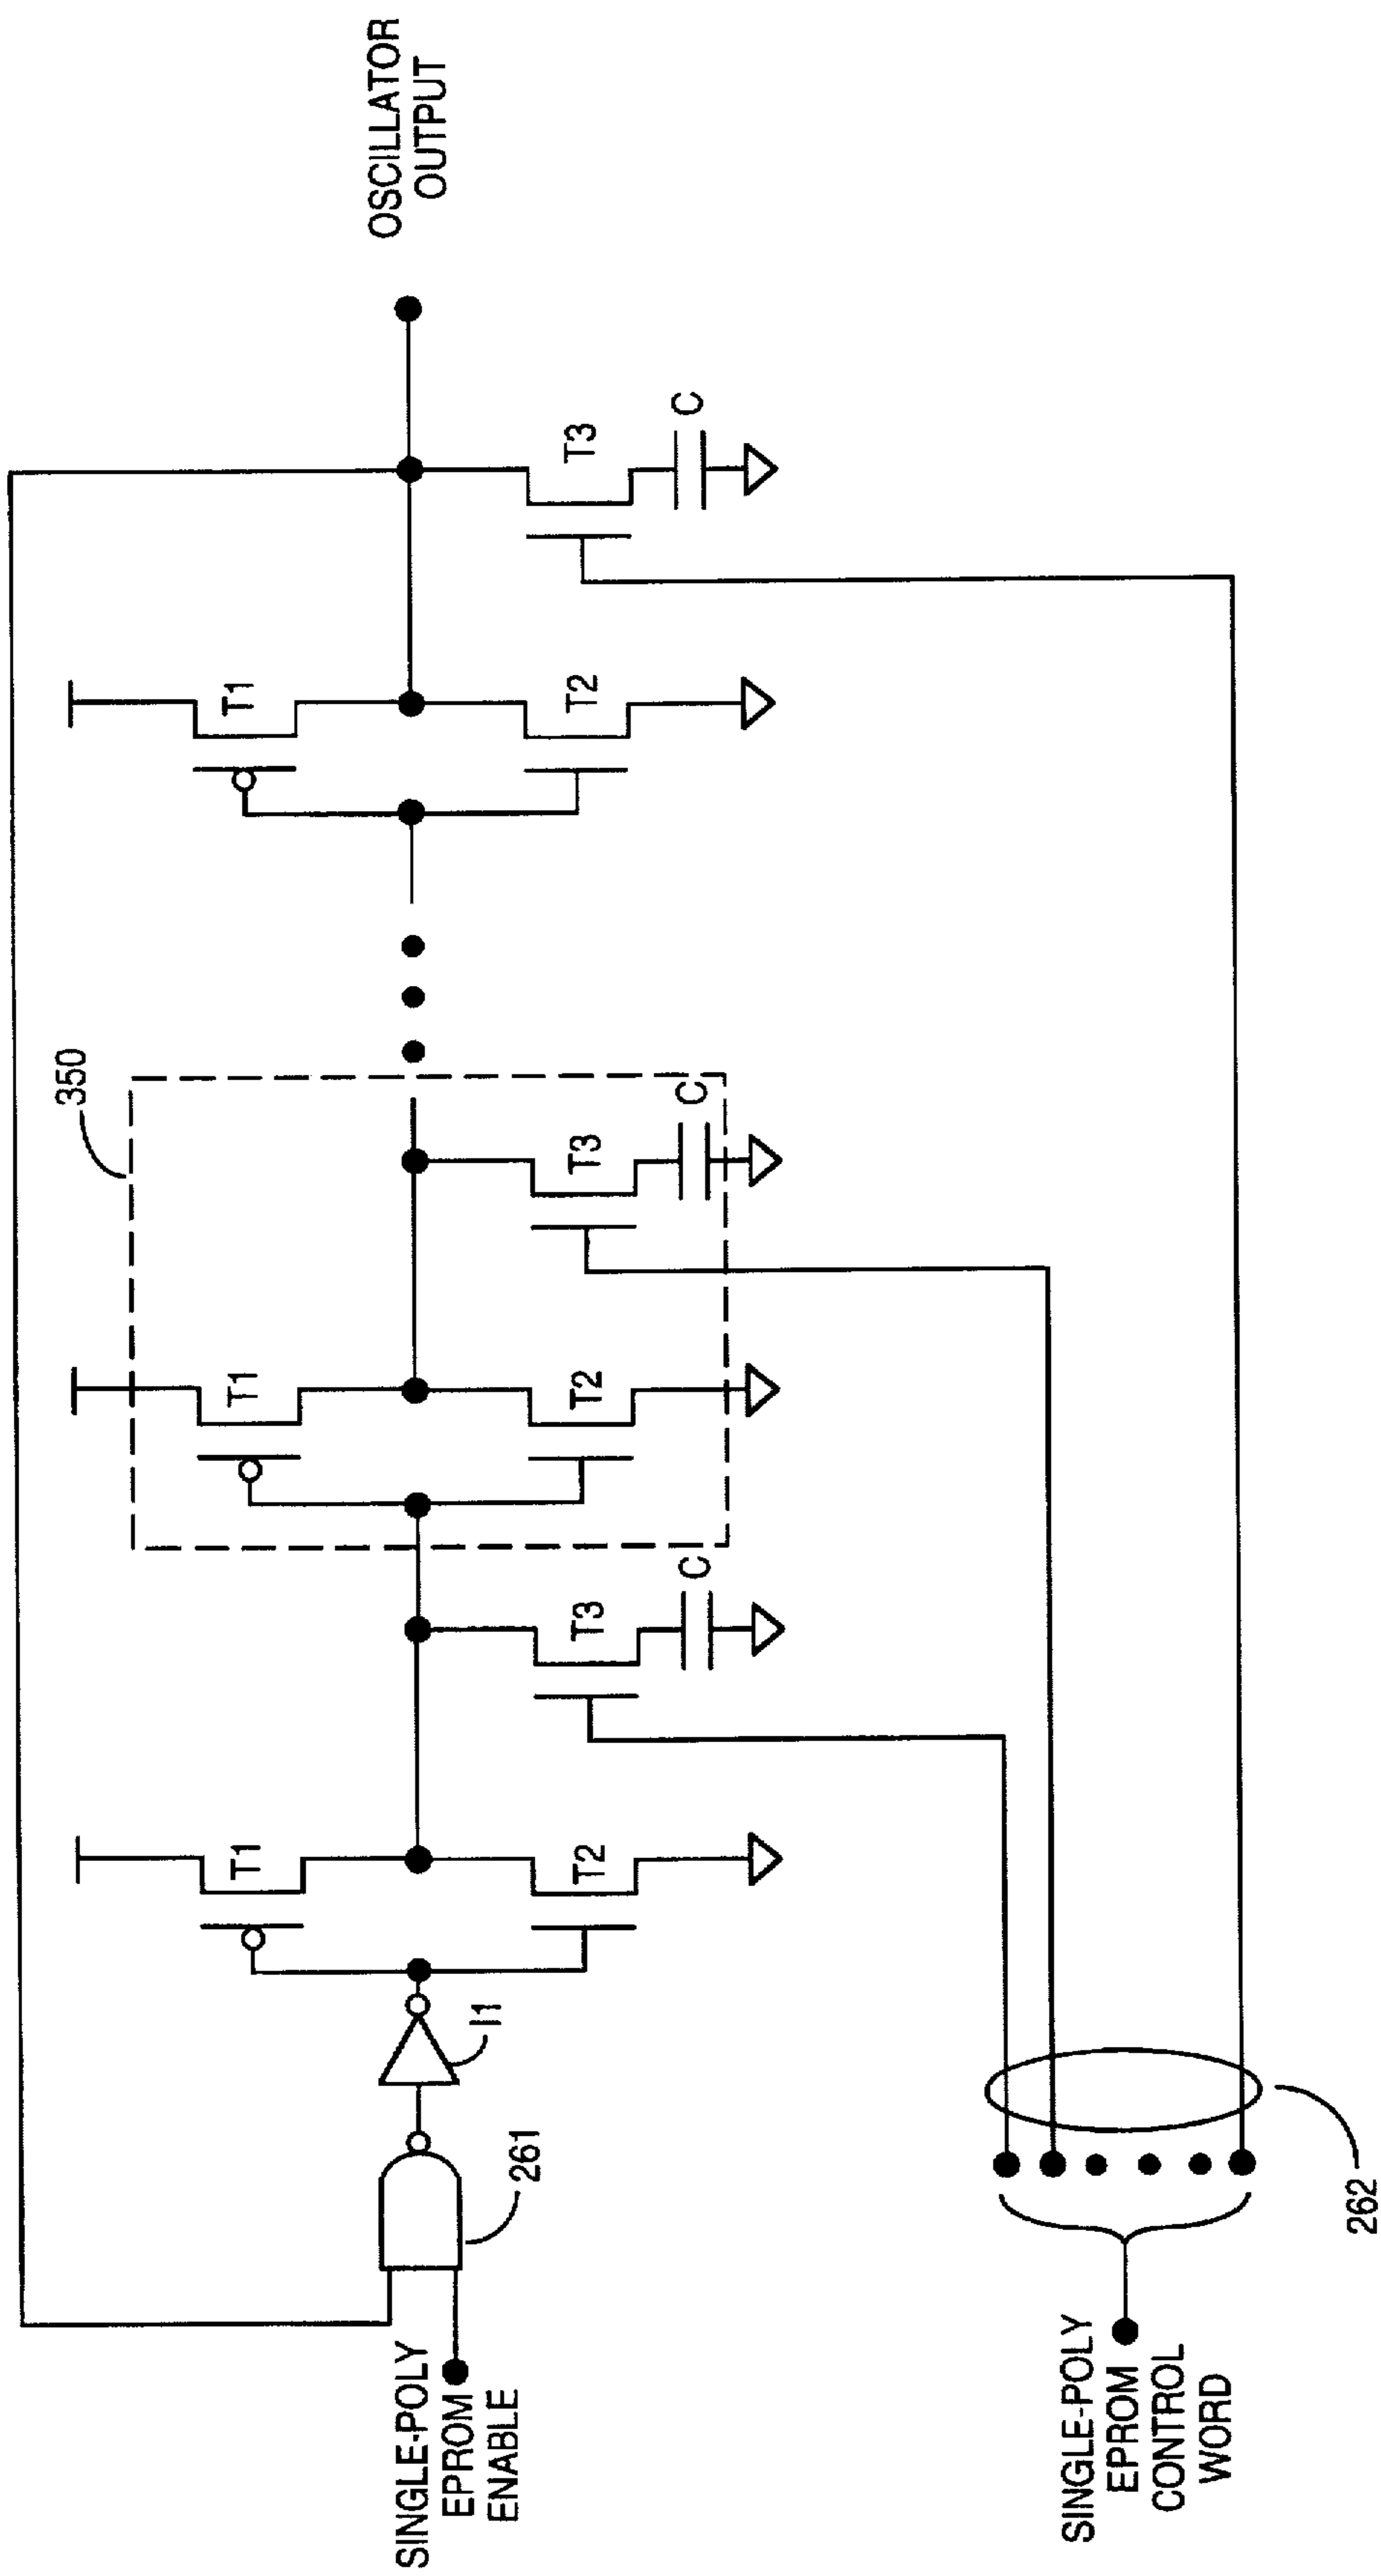 350
T1
T1
T1
OSCILLATOR
OUTPUT
SINGLE-POLY
EPROM
ENABLE
261
I1
T2
T3
C
T2
T3
C
T2
T3
C
SINGLE-POLY
EPROM
CONTROL
WORD
262